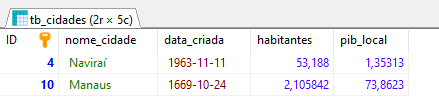 tb_cidades (2r × 5c)
ID nome_cidade data_criada habitantes pib_local
4 Naviraí 1963-11-11 53,188 1,35313
10 Manaus 1669-10-24 2,105842 73,8623